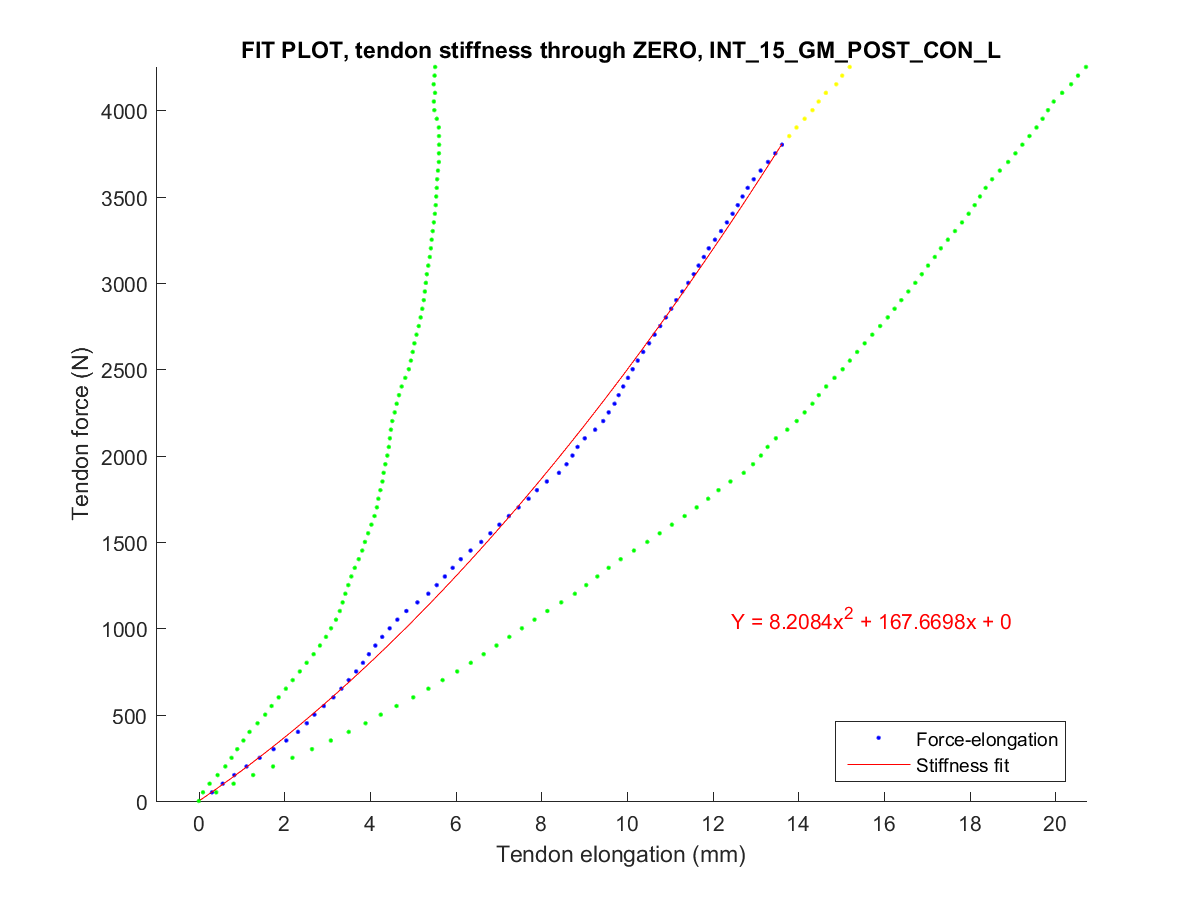 FIT PLOT, tendon stiffness through ZERO, INT_15_GM_POST_CON_L
4000
3500
3000
2500
2000
1500
1000
500
0
Tendon force (N)
Y = 8.2084x² + 167.6698x + 0
Force-elongation
Stiffness fit
0 2 4 6 8 10 12 14 16 18 20
Tendon elongation (mm)